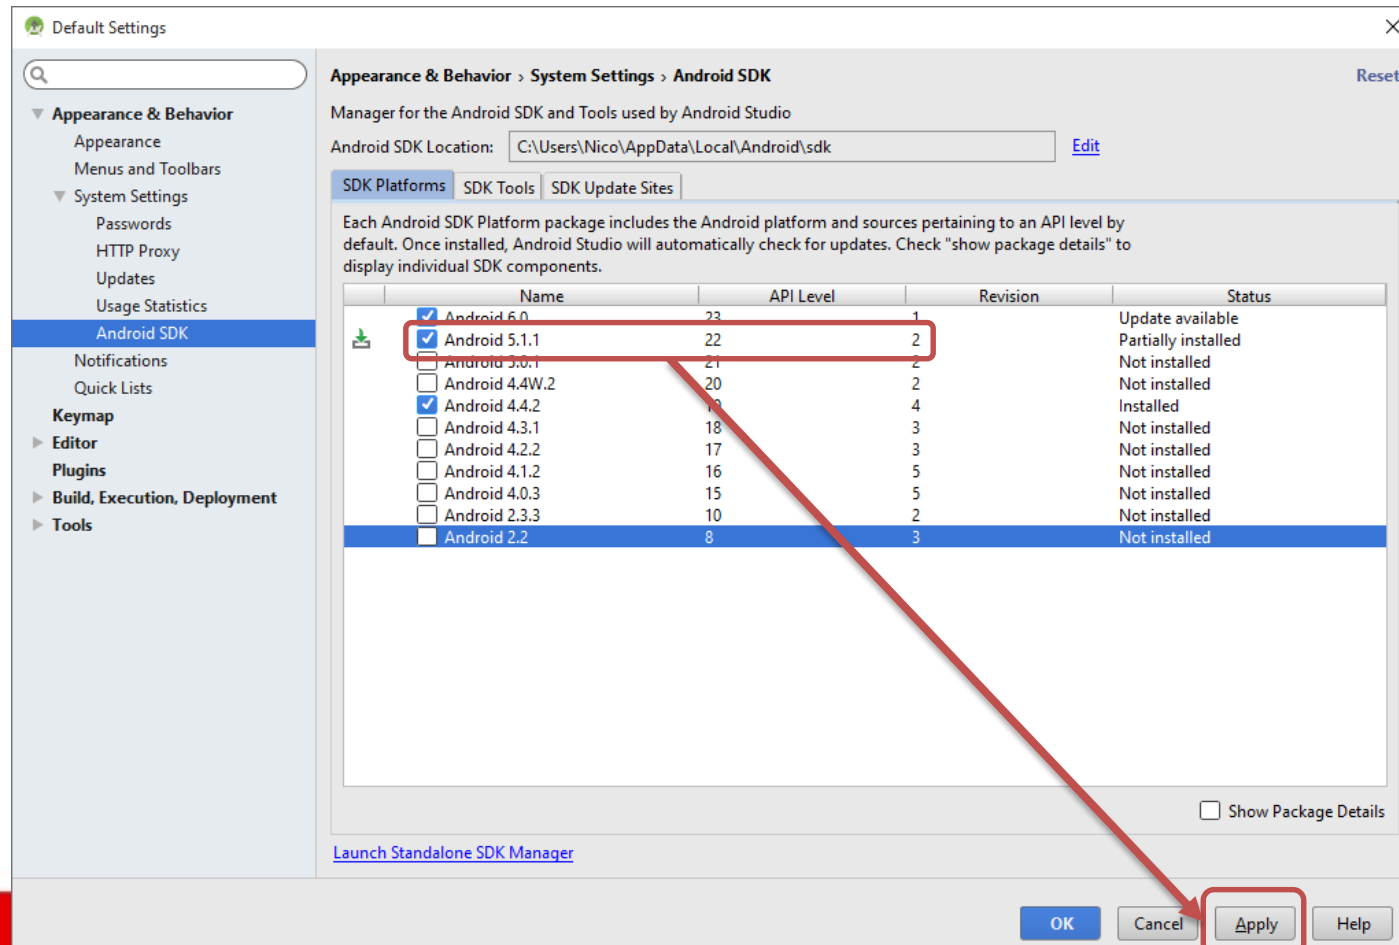 Default Settings
Appearance & Behavior › System Settings › Android SDK
Reset
Manager for the Android SDK and Tools used by Android Studio
Android SDK Location: C:\Users\Nico\AppData\Local\Android\sdk Edit
Appearance & Behavior
Appearance
Menus and Toolbars
System Settings
Passwords
HTTP Proxy
Updates
Usage Statistics
Android SDK
Notifications
Quick Lists
Keymap
Editor
Plugins
Build, Execution, Deployment
Tools
SDK Platforms SDK Tools SDK Update Sites
Each Android SDK Platform package includes the Android platform and sources pertaining to an API level by
default. Once installed, Android Studio will automatically check for updates. Check "show package details" to
display individual SDK components.
Name API Level Revision Status
Android 6.0 23 1 Update available
Android 5.1.1 22 2 Partially installed
Android 5.0.1 21 2 Not installed
Android 4.4W.2 20 2 Not installed
Android 4.4.2 19 4 Installed
Android 4.3.1 18 3 Not installed
Android 4.2.2 17 3 Not installed
Android 4.1.2 16 5 Not installed
Android 4.0.3 15 5 Not installed
Android 2.3.3 10 2 Not installed
Android 2.2 8 3 Not installed
Show Package Details
Launch Standalone SDK Manager
OK Cancel Apply Help